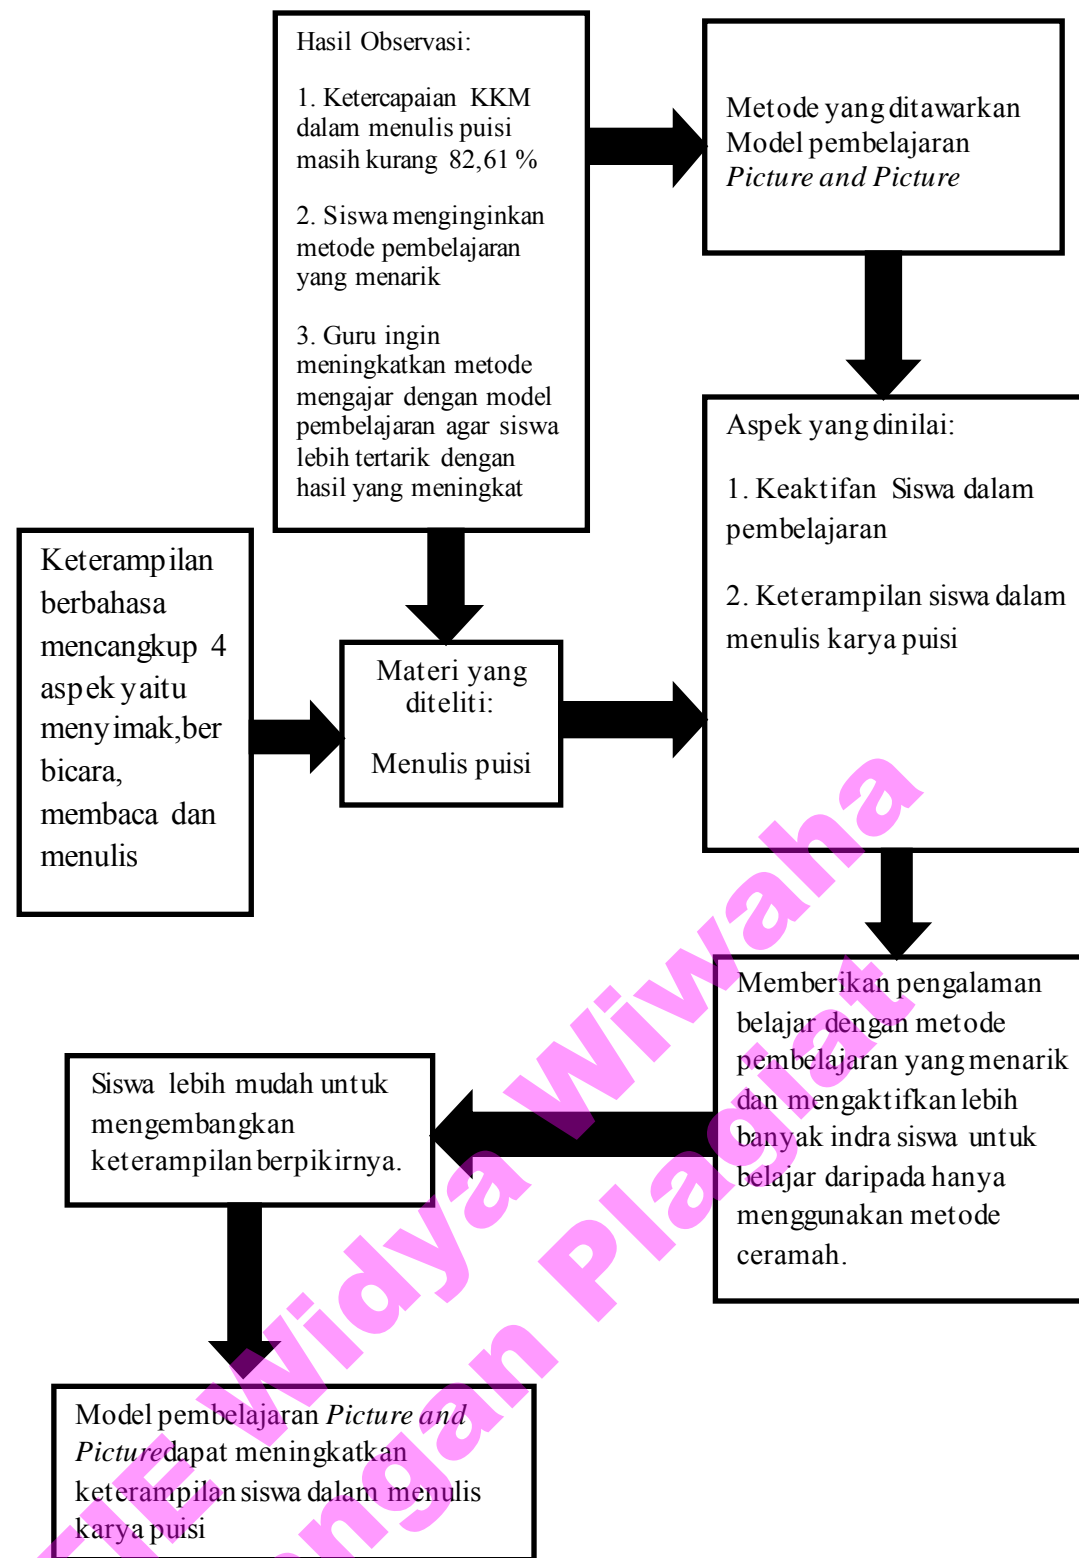 Hasil Observasi:
1. Ketercapaian KKM
dalam menulis puisi
masih kurang 82,61 %
2. Siswa menginginkan
metode pembelajaran
yang menarik
3. Guru ingin
meningkatkan metode
mengajar dengan model
pembelajaran agar siswa
lebih tertarik dengan
hasil yang meningkat
Metode yang ditawarkan
Model pembelajaran
Picture and Picture
Keterampilan
berbahasa
mencangkup 4
aspek yaitu
menyimak,ber
bicara,
membaca dan
menulis
Materi yang
diteliti:
Menulis puisi
Aspek yang dinilai:
1. Keaktifan Siswa dalam
pembelajaran
2. Keterampilan siswa dalam
menulis karya puisi
Memberikan pengalaman
belajar dengan metode
pembelajaran yang menarik
dan mengaktifkan lebih
banyak indra siswa untuk
belajar daripada hanya
menggunakan metode
ceramah.
Siswa lebih mudah untuk
mengembangkan
keterampilan berpikirnya.
Model pembelajaran Picture and
Picturedapat meningkatkan
keterampilan siswa dalam menulis
karya puisi
TIE Widya Wiwaha
engan Plagiat